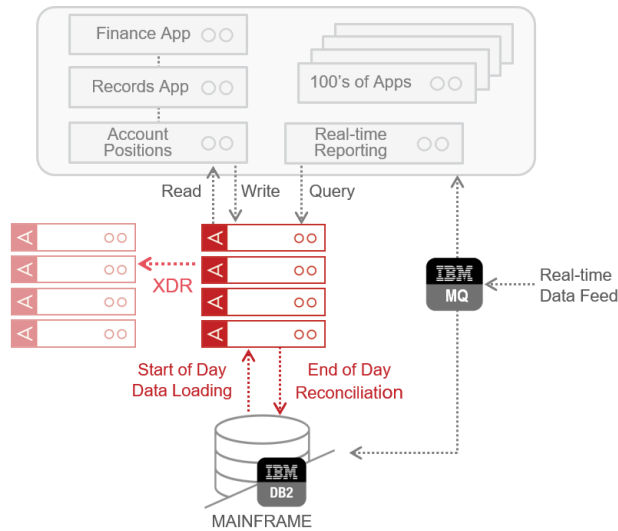 Finance App
Records App
Account
Positions
100's of Apps
Real-time
Reporting
Read
Write
Query
XDR
IBM
MQ
Real-time
Data Feed
Start of Day
Data Loading
End of Day
Reconciliation
IBM
DB2
MAINFRAME